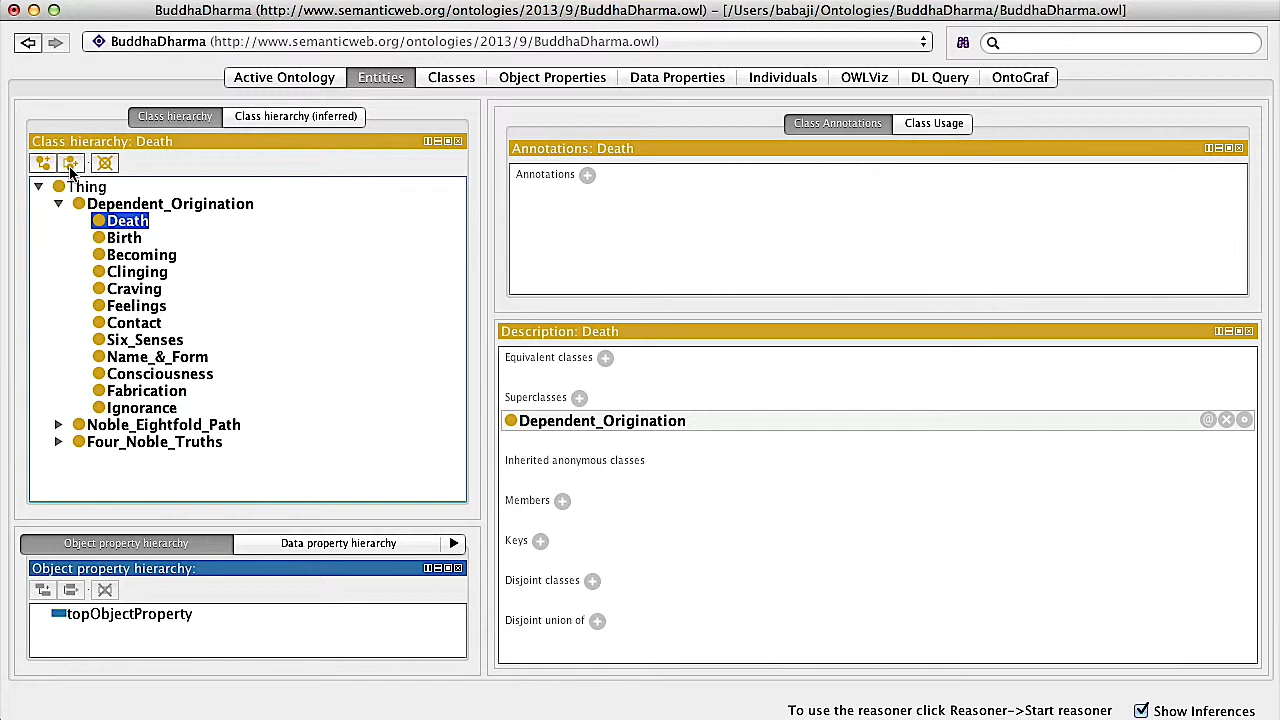 BuddhaDharma (http://www.semanticweb.org/ontologies/2013/9/BuddhaDharma.owl) – [/Users/babaji/Ontologies/BuddhaDharma/BuddhaDharma.owl]
BuddhaDharma (http://www.semanticweb.org/ontologies/2013/9/BuddhaDharma.owl)
Active Ontology Entities Classes Object Properties Data Properties Individuals OWLViz DL Query OntoGraf
Class hierarchy Class hierarchy (inferred)
Class hierarchy: Death
Thing
Dependent_Origination
Death
Birth
Becoming
Clinging
Craving
Feelings
Contact
Six_Senses
Name_&_Form
Consciousness
Fabrication
Ignorance
Noble_Eightfold_Path
Four_Noble_Truths
Object property hierarchy Data property hierarchy
Object property hierarchy:
topObjectProperty
Class Annotations Class Usage
Annotations: Death
Annotations
Description: Death
Equivalent classes
Superclasses
Dependent_Origination
Inherited anonymous classes
Members
Keys
Disjoint classes
Disjoint union of
To use the reasoner click Reasoner->Start reasoner Show Inferences